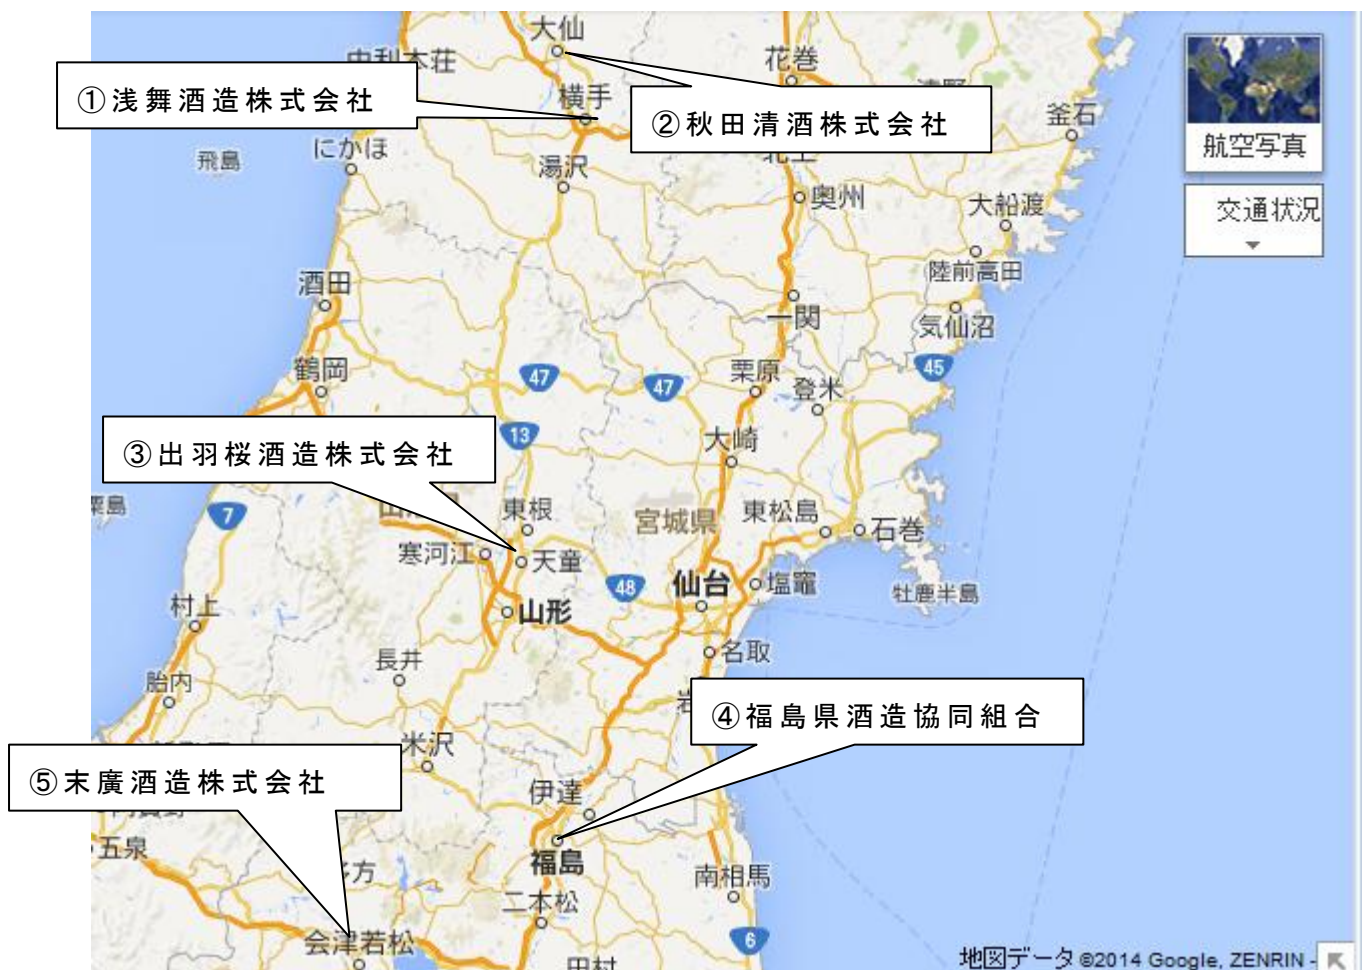 大仙
花巻
①浅舞酒造株式会社
横手
②秋田清酒株式会社
釜石
航空写真
飛島
にかほ
湯沢
奥州
大船渡
交通状況
陸前高田
酒田
一関
気仙沼
鶴岡
47
47
栗原
登米
45
③出羽桜酒造株式会社
13
大崎
7
東根
宮城県
東松島
石巻
寒河江
天童
48
仙台
塩竈
牡鹿半島
村上
山形
名取
長井
胎内
④福島県酒造協同組合
米沢
⑤末廣酒造株式会社
伊達
五泉
福島
南相馬
二本松
会津若松
6
田村
地図データ ©2014 Google, ZENRIN -